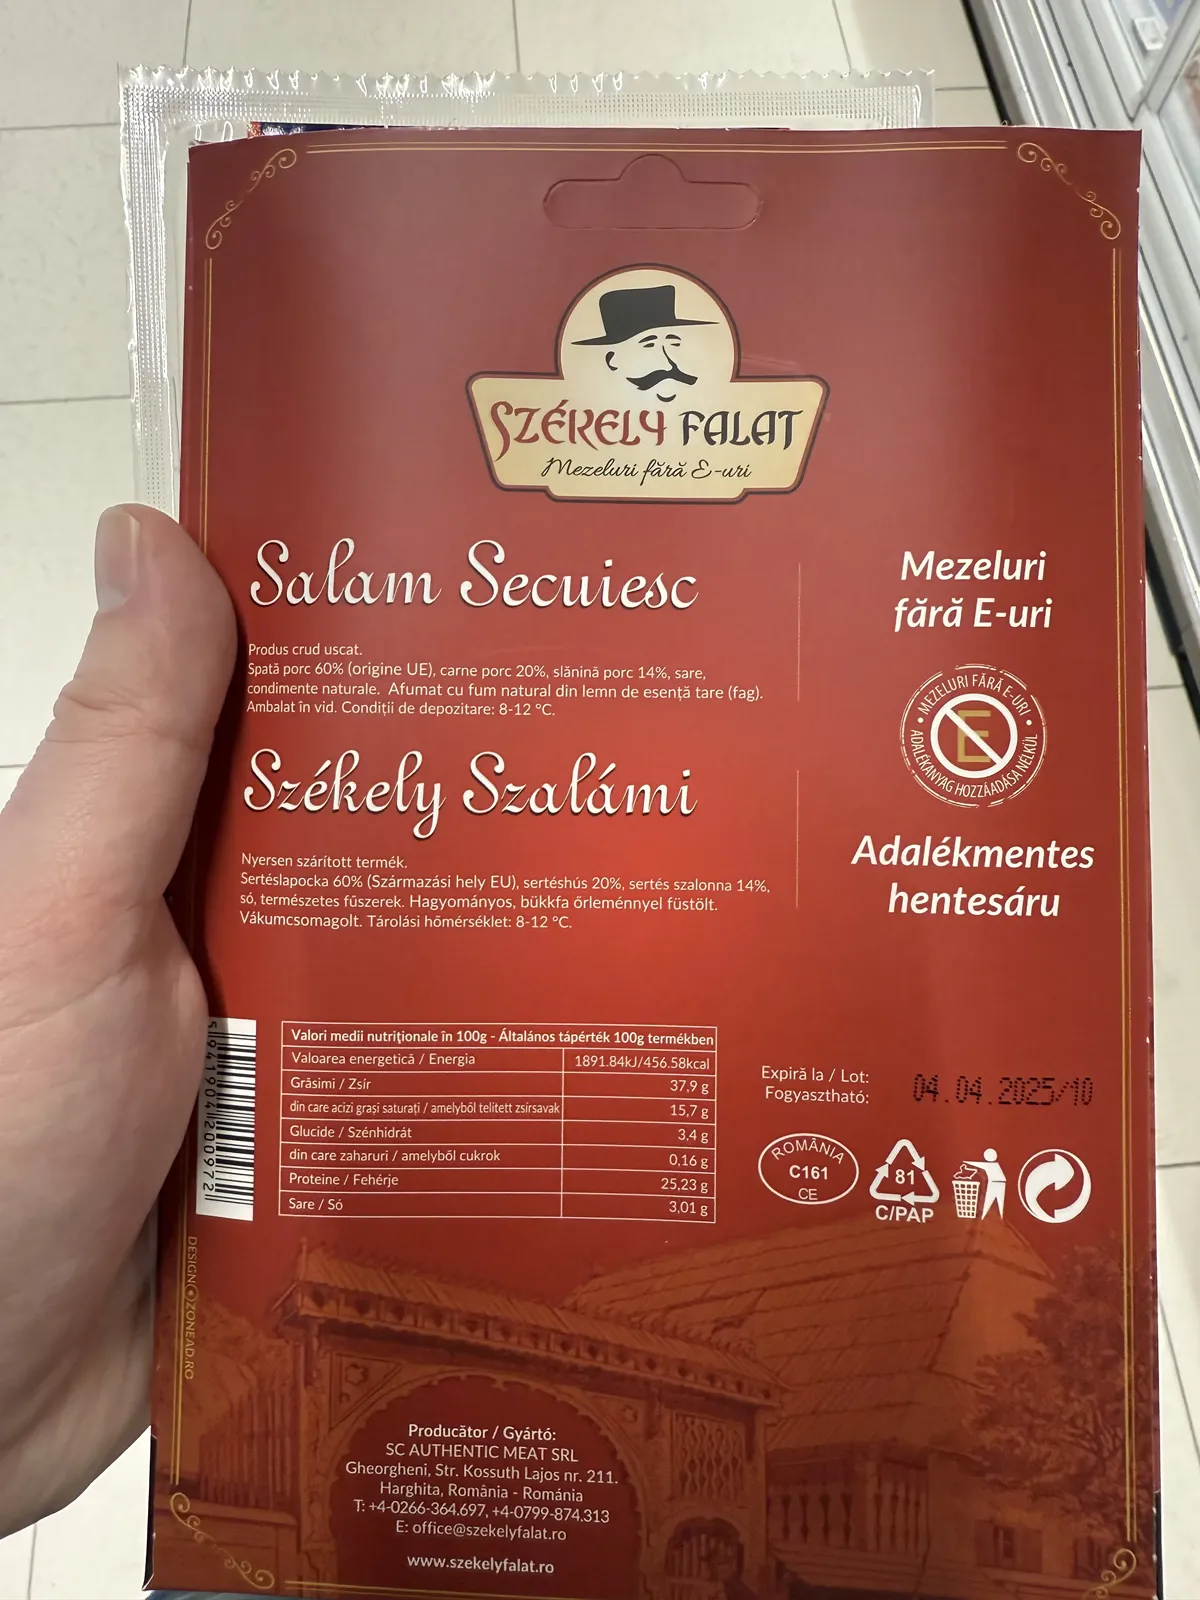 SZÉKELY FALAT
Mezeluri fără E-uri
Salam Secuiesc
Produs crud uscat.
Spată porc 60% (origine UE), carne porc 20%, slănină porc 14%, sare,
condimente naturale. Afumat cu fum natural din lemn de esență tare (fag).
Ambalat în vid. Condiții de depozitare: 8-12 °C.
Mezeluri
fără E-uri
• MEZELURI FĂRĂ E-URI •
E
ADALÉKANYAG HOZZÁADÁSA NÉLKÜL
Székely Szalámi
Nyersen szárított termék.
Sertéslapocka 60% (Származási hely EU), sertéshús 20%, sertés szalonna 14%,
só, természetes fűszerek. Hagyományos, bükkfa őrleménnyel füstölt.
Vákumcsomagolt. Tárolási hőmérséklet: 8-12 °C.
Adalékmentes
hentesáru
5941904200972
Valori medii nutriționale în 100g - Általános tápérték 100g termékben
Valoarea energetică / Energia 1891.84kJ/456.58kcal
Grăsimi / Zsír 37,9 g
din care acizi grași saturați / amelyből telített zsírsavak 15,7 g
Glucide / Szénhidrát 3,4 g
din care zaharuri / amelyből cukrok 0,16 g
Proteine / Fehérje 25,23 g
Sare / Só 3,01 g
Expiră la / Lot:
Fogyasztható:
04.04.2025/10
ROMÂNIA
C161
CE
81
C/PAP
DESIGN ZONEAD.RO
Producător / Gyártó:
SC AUTHENTIC MEAT SRL
Gheorgheni, Str. Kossuth Lajos nr. 211.
Harghita, România - Románia
T: +4-0266-364.697, +4-0799-874.313
E: office@szekelyfalat.ro
www.szekelyfalat.ro